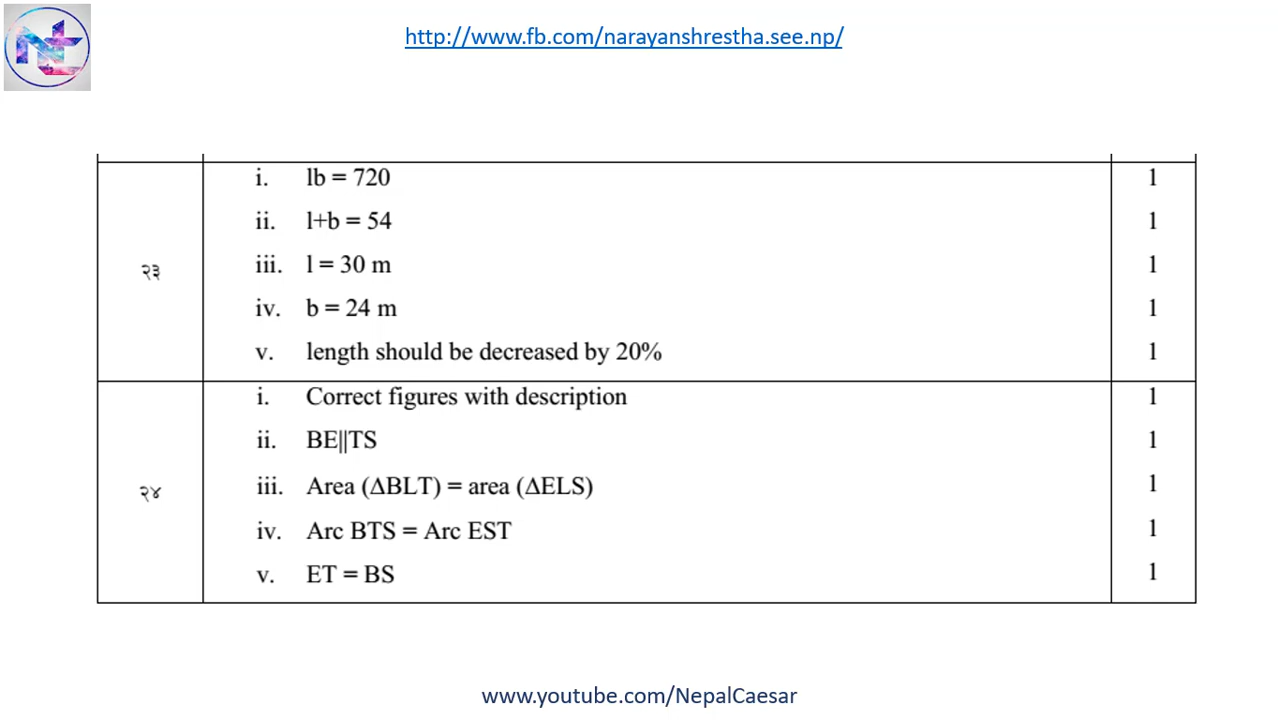 http://www.fb.com/narayanshrestha.see.np/
i. lb = 720 1
ii. l+b = 54 1
२३ iii. l = 30 m 1
iv. b = 24 m 1
v. length should be decreased by 20% 1
i. Correct figures with description 1
ii. BE||TS 1
२४ iii. Area (ΔBLT) = area (ΔELS) 1
iv. Arc BTS = Arc EST 1
v. ET = BS 1
www.youtube.com/NepalCaesar